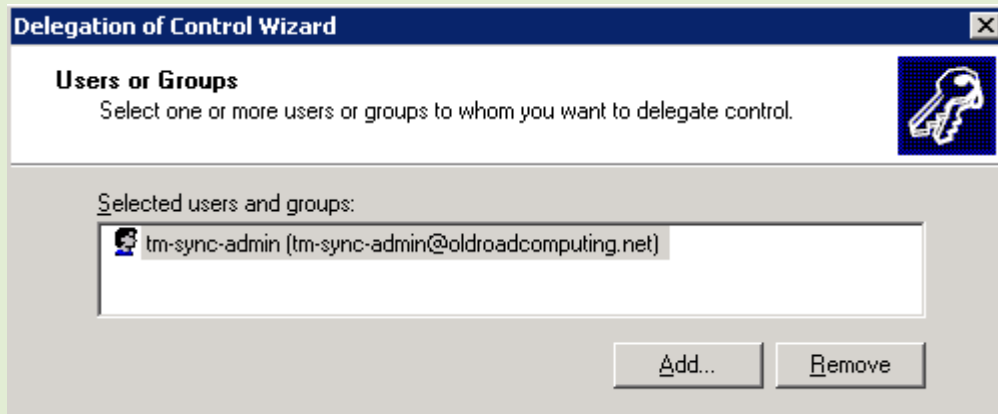 Delegation of Control Wizard
Users or Groups
Select one or more users or groups to whom you want to delegate control.
Selected users and groups:
tm-sync-admin (tm-sync-admin@oldroadcomputing.net)
Add... Remove